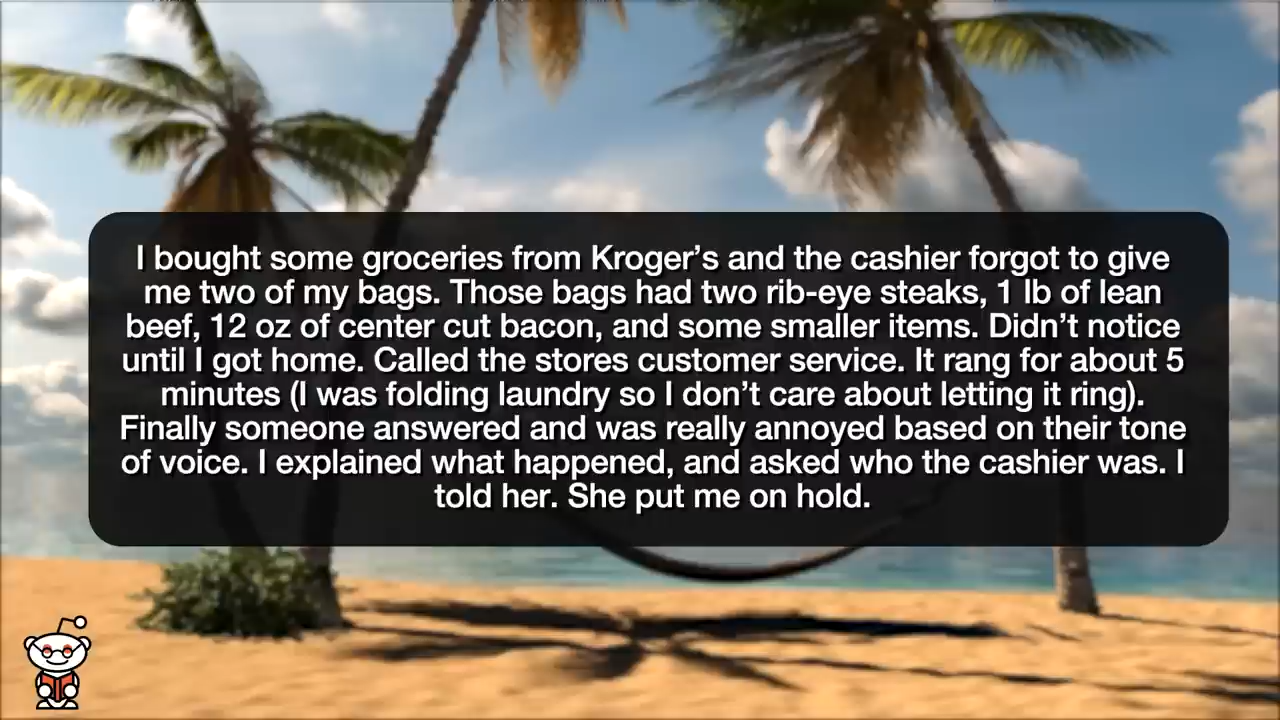 I bought some groceries from Kroger’s and the cashier forgot to give
me two of my bags. Those bags had two rib-eye steaks, 1 lb of lean
beef, 12 oz of center cut bacon, and some smaller items. Didn’t notice
until I got home. Called the stores customer service. It rang for about 5
minutes (I was folding laundry so I don’t care about letting it ring).
Finally someone answered and was really annoyed based on their tone
of voice. I explained what happened, and asked who the cashier was. I
told her. She put me on hold.